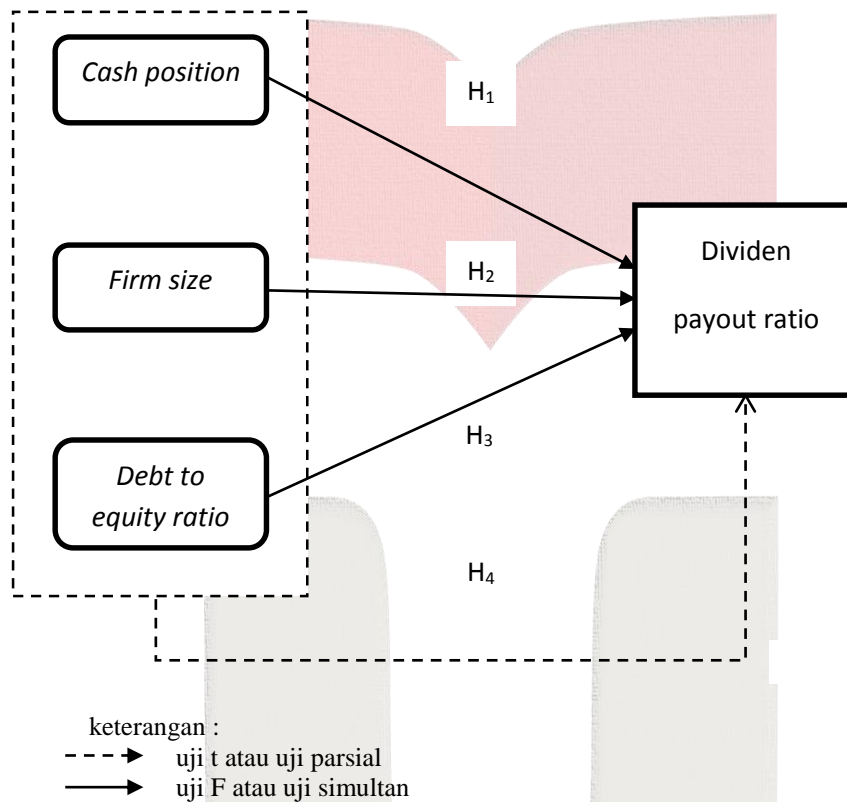 Cash position
H₁
Firm size
H₂
Dividen
payout ratio
Debt to
equity ratio
H₃
H₄
keterangan :
uji t atau uji parsial
uji F atau uji simultan